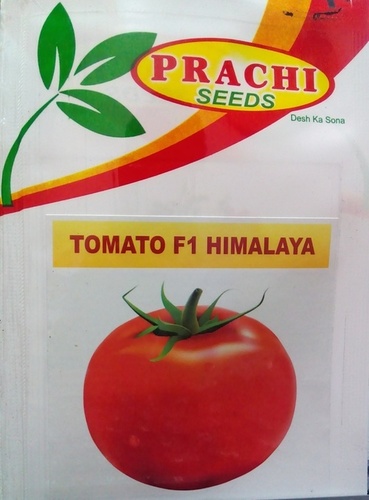 PRACHI
SEEDS
Desh Ka Sona
TOMATO F1 HIMALAYA